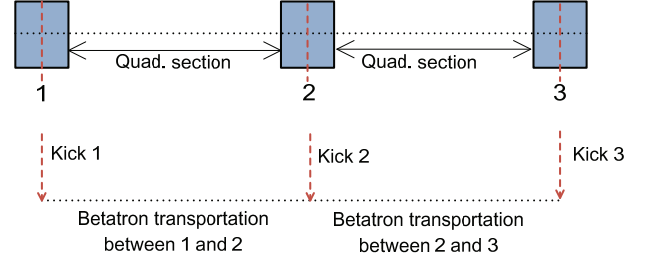 Quad. section
Quad. section
1
2
3
Kick 1
Kick 2
Kick 3
Betatron transportation
between 1 and 2
Betatron transportation
between 2 and 3